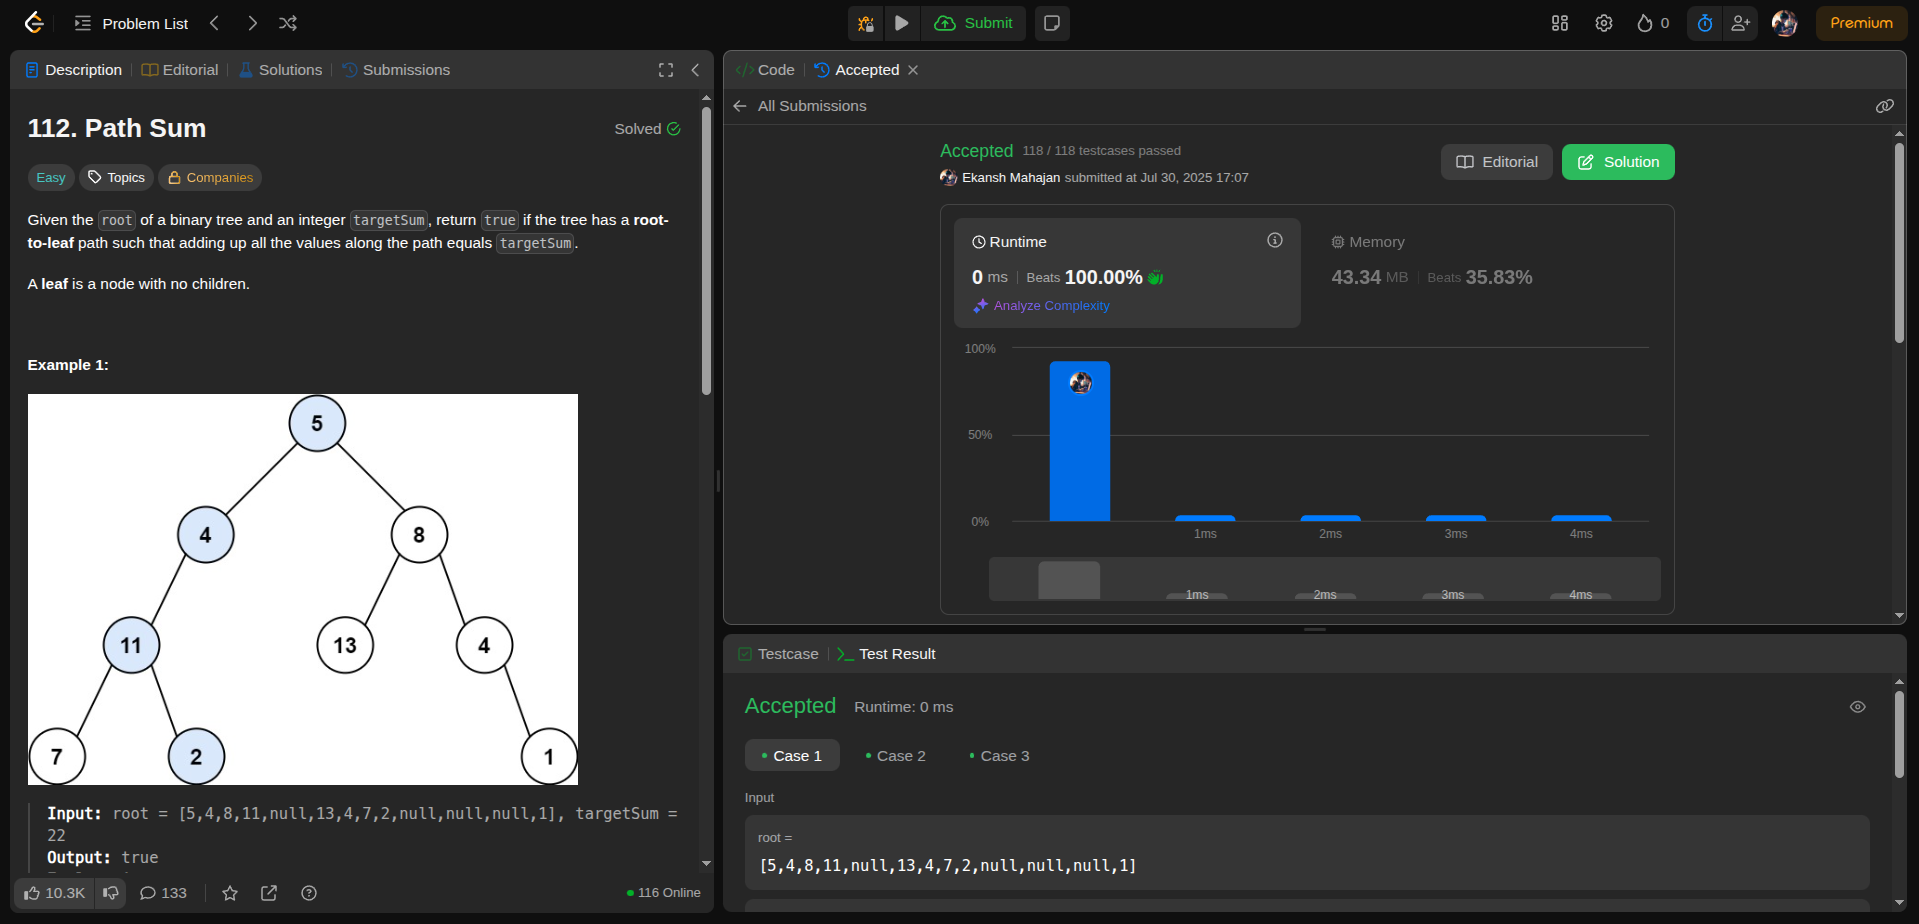 Problem List
Submit
0
Premium
Description
Editorial
Solutions
Submissions
112. Path Sum
Solved
Easy
Topics
Companies
Given the root of a binary tree and an integer targetSum, return true if the tree has a root-
to-leaf path such that adding up all the values along the path equals targetSum.
A leaf is a node with no children.
Example 1:
5
4 8
11 13 4
7 2 1
Input: root = [5,4,8,11,null,13,4,7,2,null,null,null,1], targetSum =
22
Output: true
10.3K
133
116 Online
Code
Accepted
All Submissions
Accepted 118 / 118 testcases passed
Ekansh Mahajan submitted at Jul 30, 2025 17:07
Editorial
Solution
Runtime
0 ms Beats 100.00%
Analyze Complexity
Memory
43.34 MB Beats 35.83%
100%
50%
0%
1ms 2ms 3ms 4ms
1ms 2ms 3ms 4ms
Testcase
Test Result
Accepted Runtime: 0 ms
Case 1 Case 2 Case 3
Input
root =
[5,4,8,11,null,13,4,7,2,null,null,null,1]